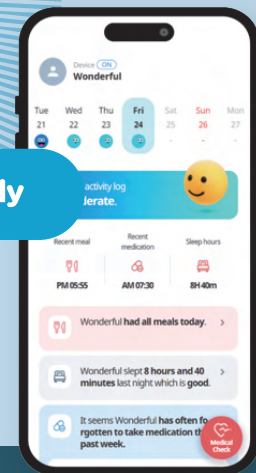 Device ON
Wonderful
Tue Wed Thu Fri Sat Sun Mon
21 22 23 24 25 26 27
- - -
ly
activity log
derate.
Recent meal Recent medication Sleep hours
PM 05:55 AM 07:30 8H 40m
Wonderful had all meals today. >
Wonderful slept 8 hours and 40 >
minutes last night which is good.
It seems Wonderful has often fo
rgotten to take medication th
past week.
Medical
Check